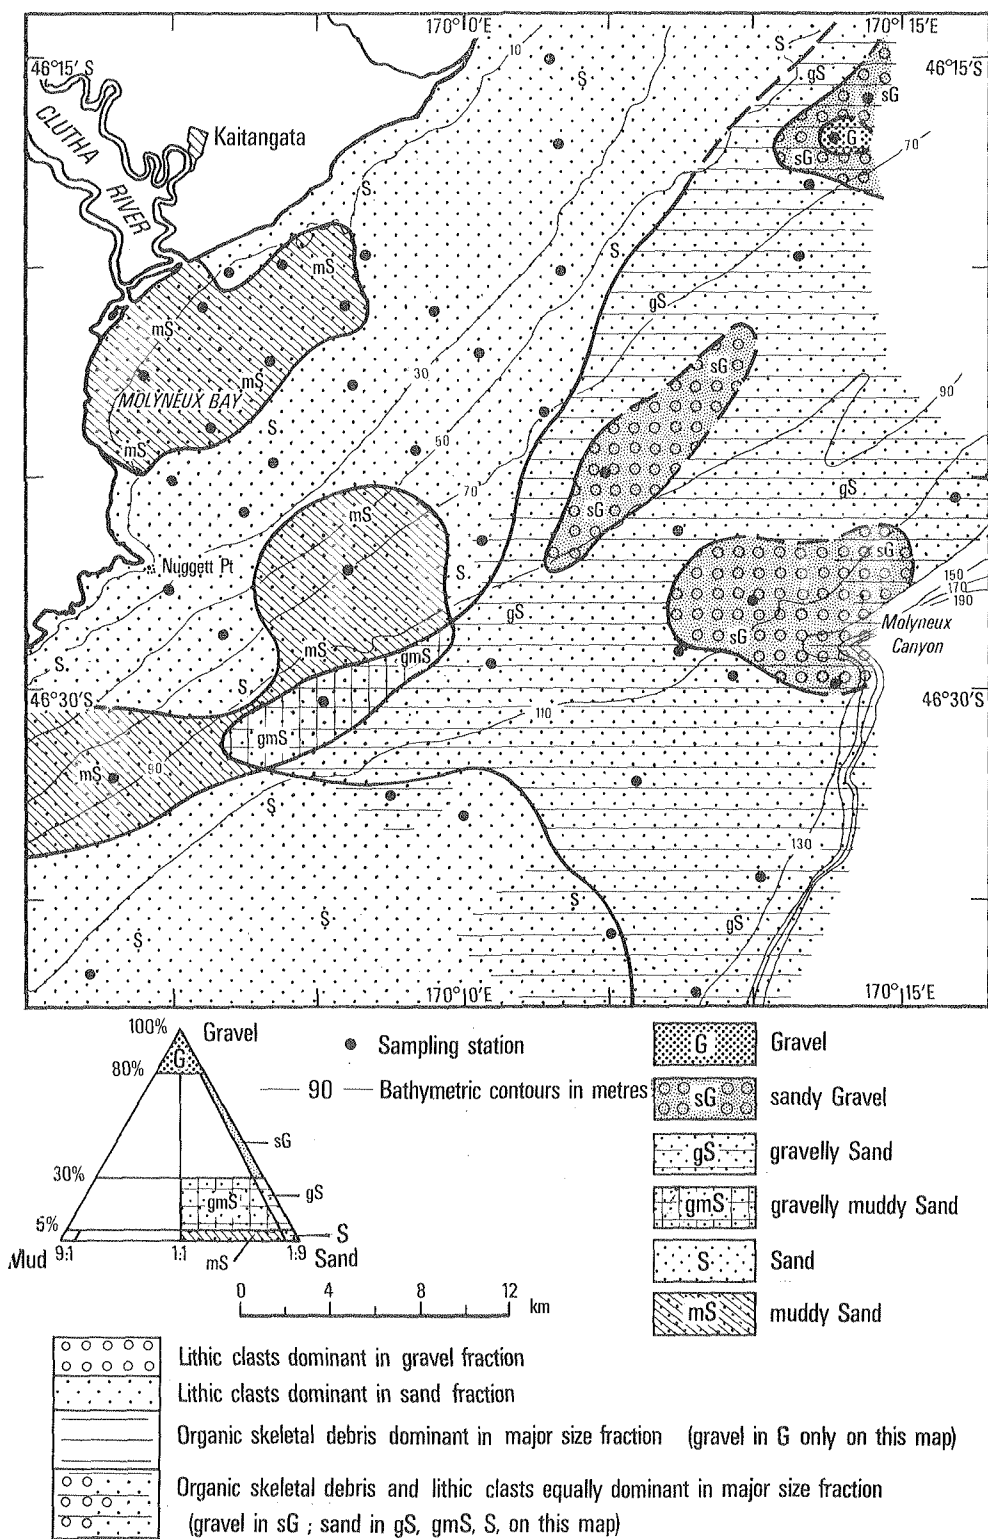 170°0'E
170°15'E
46°15' S
10
S
S
gS
sG
46°15'S
CLUTHA
RIVER
Kaitangata
G
sG
70
S
S
mS
gS
mS
30
sG
mS
MOLYNEUX BAY
90
mS
S
50
gS
70
mS
sG
sG
Nuggett Pt
S
150
170
190
gS
sG
Molyneux
Canyon
S
mS
gmS
S
46°30'S
46°30'S
110
gmS
mS
90
S
130
S
S
S
gS
170°0'E
170°15'E
100% Gravel
G
80%
sG
30%
gmS
gS
5%
S
Mud 9:1 1:1 1:9 Sand
mS
Sampling station
90 Bathymetric contours in metres
G Gravel
sG sandy Gravel
gS gravelly Sand
gmS gravelly muddy Sand
S Sand
mS muddy Sand
0 4 8 12
km
Lithic clasts dominant in gravel fraction
Lithic clasts dominant in sand fraction
Organic skeletal debris dominant in major size fraction (gravel in G only on this map)
Organic skeletal debris and lithic clasts equally dominant in major size fraction
(gravel in sG ; sand in gS, gmS, S, on this map)